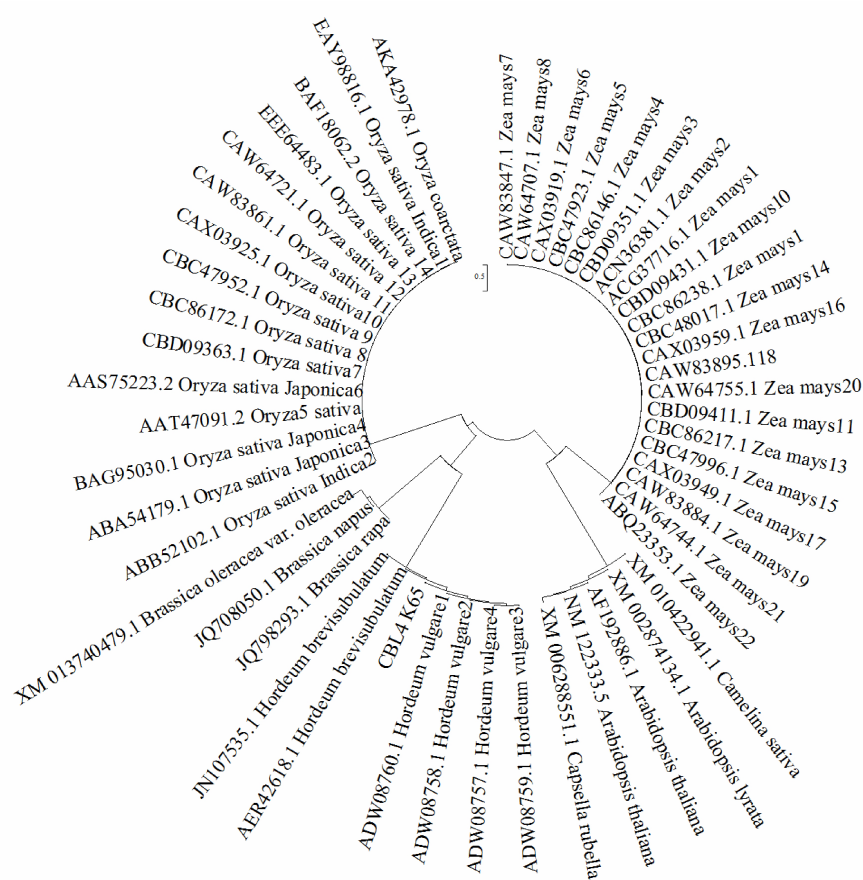 CAW83847.1 Zea mays7
CAW64707.1 Zea mays8
CAX03919.1 Zea mays6
CBC47923.1 Zea mays5
CBC86146.1 Zea mays4
CBD09351.1 Zea mays3
ACN36381.1 Zea mays2
ACG37716.1 Zea mays1
CBD09431.1 Zea mays10
CBC86238.1 Zea mays1
CBC48017.1 Zea mays14
CAX03959.1 Zea mays16
CAW83895.118
CAW64755.1 Zea mays20
CBD09411.1 Zea mays11
CBC86217.1 Zea mays13
CBC47996.1 Zea mays15
CAX03949.1 Zea mays17
CAW83884.1 Zea mays19
CAW64744.1 Zea mays21
ABQ23353.1 Zea mays22
XM 010422941.1 Camelina sativa
XM 002874134.1 Arabidopsis lyrata
AF192886.1 Arabidopsis thaliana
NM 122333.5 Arabidopsis thaliana
XM 006288551.1 Capsella rubella
ADW08759.1 Hordeum vulgare3
ADW08757.1 Hordeum vulgare4
ADW08758.1 Hordeum vulgare2
ADW08760.1 Hordeum vulgare1
CBL4 K65
AER42618.1 Hordeum brevisubulatum
JN107535.1 Hordeum brevisubulatum
JQ798293.1 Brassica rapa
JQ708050.1 Brassica napus
XM 013740479.1 Brassica oleracea var. oleracea
ABB52102.1 Oryza sativa Indica2
ABA54179.1 Oryza sativa Japonica3
BAG95030.1 Oryza sativa Japonica4
AAT47091.2 Oryza5 sativa
AAS75223.2 Oryza sativa Japonica6
CBD09363.1 Oryza sativa7
CBC86172.1 Oryza sativa 8
CBC47952.1 Oryza sativa 9
CAX03925.1 Oryza sativa10
CAW83861.1 Oryza sativa 11
CAW64721.1 Oryza sativa 12
EEE64483.1 Oryza sativa 13
BAF18062.2 Oryza sativa 14
EAY98816.1 Oryza sativa Indica1
AKA42978.1 Oryza coarctata
0.5